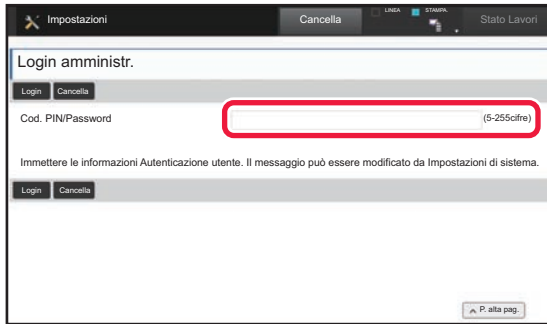 Impostazioni
Cancella
LINEA
STAMPA.
Stato Lavori
Login amministr.
Login Cancella
Cod. PIN/Password
(5-255cifre)
Immettere le informazioni Autenticazione utente. Il messaggio può essere modificato da Impostazioni di sistema.
Login Cancella
P. alta pag.